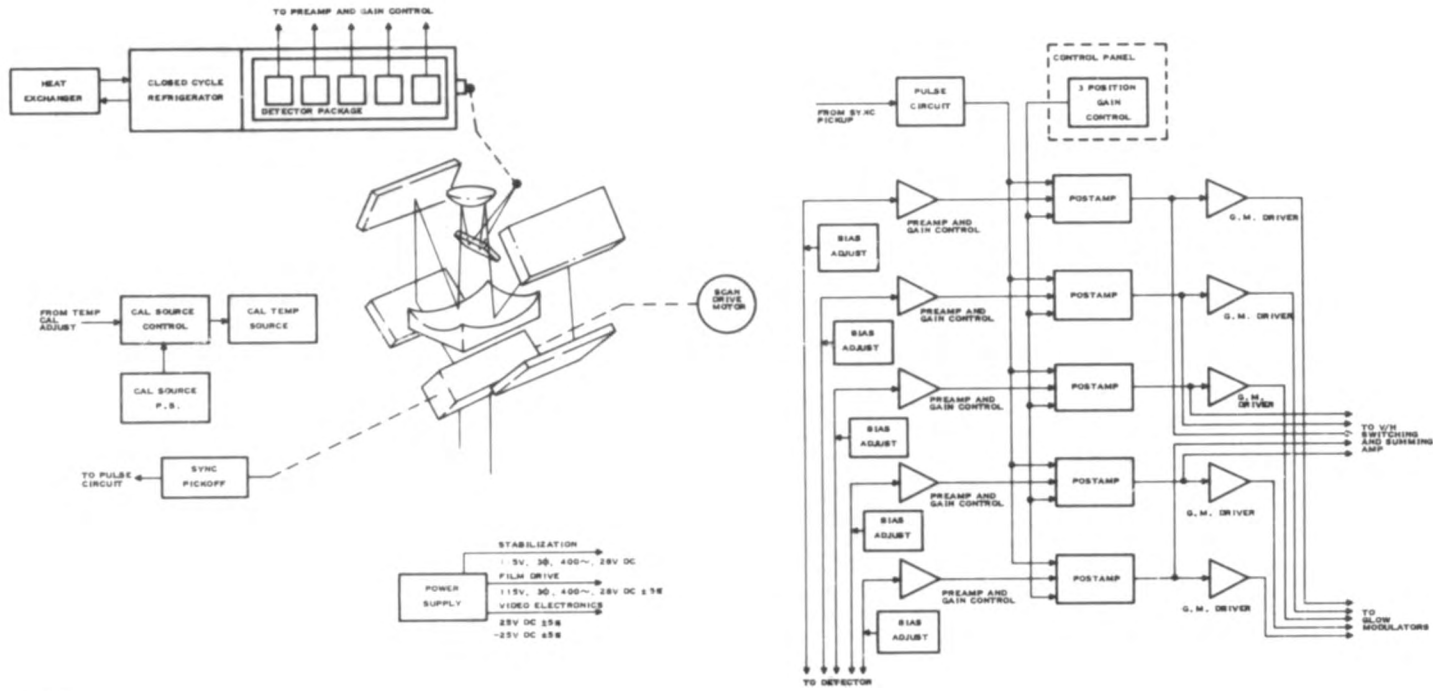 TO PREAMP AND GAIN CONTROL
HEAT
EXCHANGER
CLOSED CYCLE
REFRIGERATOR
DETECTOR PACKAGE
SCAN
DRIVE
MOTOR
FROM TEMP
CAL
ADJUST
CAL SOURCE
CONTROL
CAL TEMP
SOURCE
CAL SOURCE
P.S.
TO PULSE
CIRCUIT
SYNC
PICKOFF
POWER
SUPPLY
STABILIZATION
115V, 3Φ, 400~, 28V DC
FILM DRIVE
115V, 3Φ, 400~, 28V DC ±5%
VIDEO ELECTRONICS
25V DC ±5%
-25V DC ±5%
CONTROL PANEL
3 POSITION
GAIN
CONTROL
PULSE
CIRCUIT
FROM SYNC
PICKUP
PREAMP AND
GAIN CONTROL
POSTAMP
G.M. DRIVER
BIAS
ADJUST
PREAMP AND
GAIN CONTROL
POSTAMP
G.M. DRIVER
BIAS
ADJUST
PREAMP AND
GAIN CONTROL
POSTAMP
G.M.
DRIVER
BIAS
ADJUST
TO V/H
SWITCHING
AND SUMMING
AMP
PREAMP AND
GAIN CONTROL
POSTAMP
G.M. DRIVER
BIAS
ADJUST
PREAMP AND
GAIN CONTROL
POSTAMP
G.M. DRIVER
BIAS
ADJUST
TO
GLOW
MODULATORS
TO DETECTOR